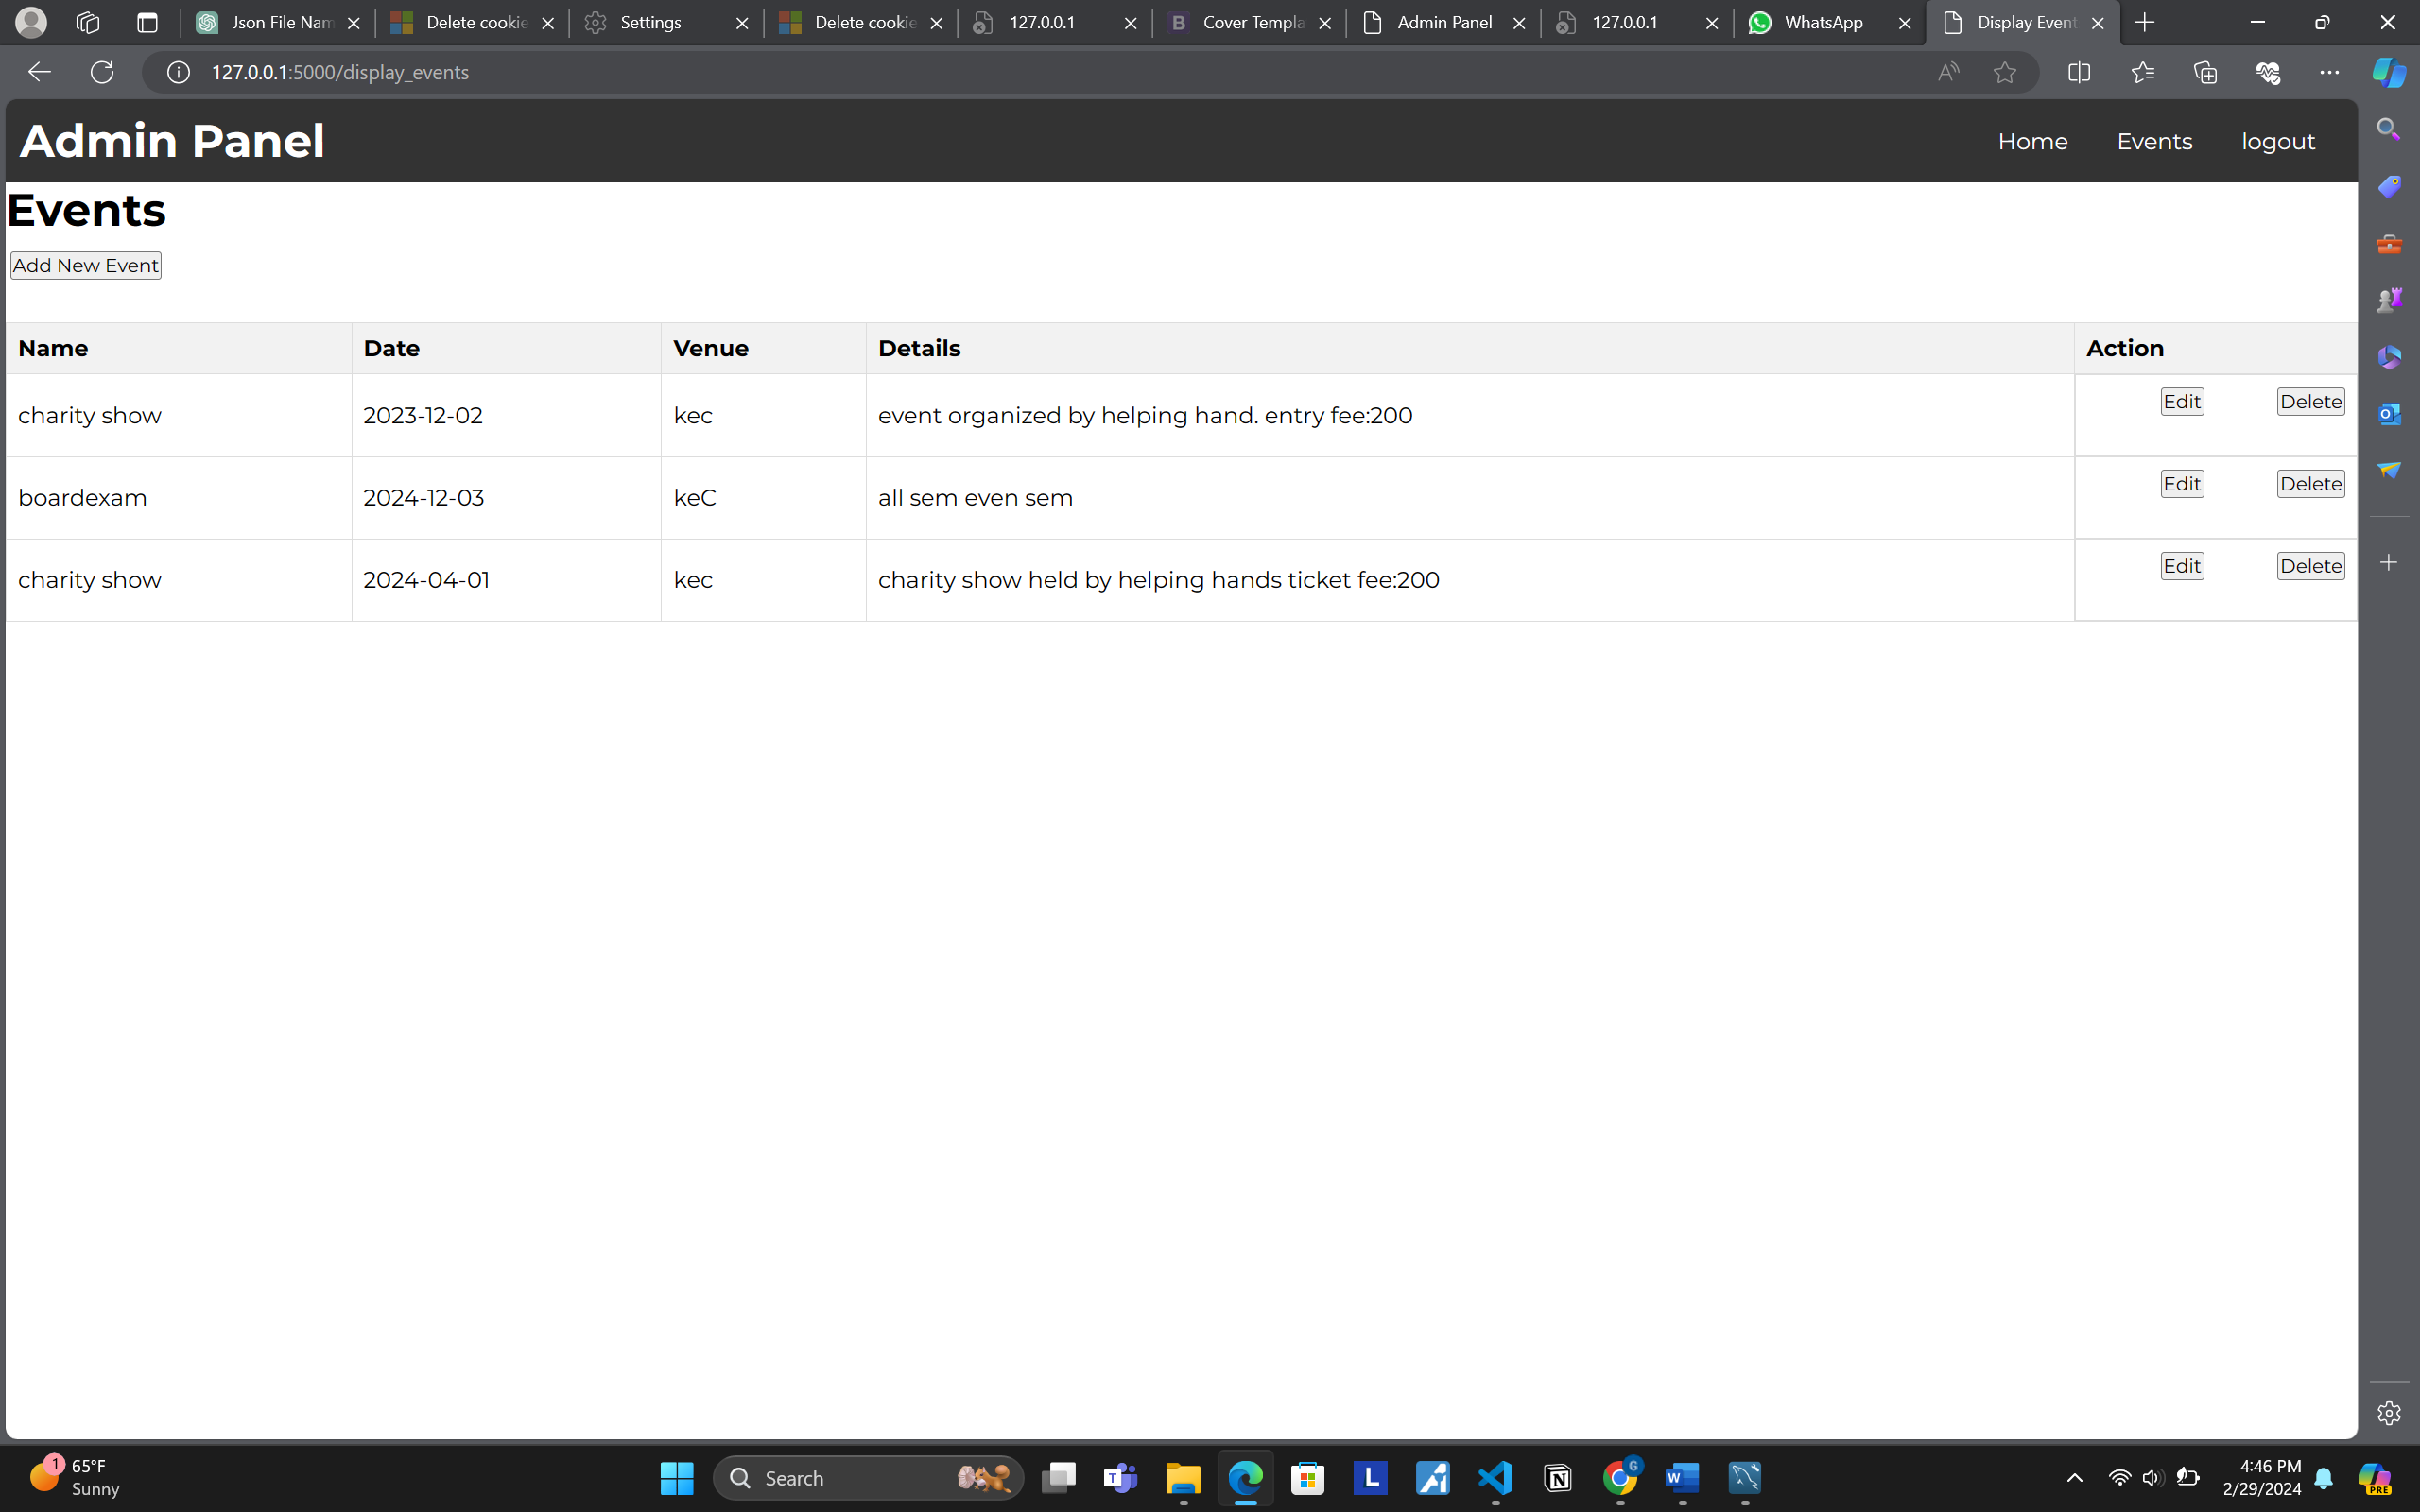 Json File Nam
Delete cookie
Settings
Delete cookie
127.0.0.1
Cover Templa
Admin Panel
127.0.0.1
WhatsApp
Display Event
127.0.0.1:5000/display_events
Admin Panel
Home
Events
logout
Events
Add New Event
Name Date Venue Details Action
charity show 2023-12-02 kec event organized by helping hand. entry fee:200 Edit Delete
boardexam 2024-12-03 keC all sem even sem Edit Delete
charity show 2024-04-01 kec charity show held by helping hands ticket fee:200 Edit Delete
1
65°F
Sunny
Search
G
4:46 PM
2/29/2024
PRE